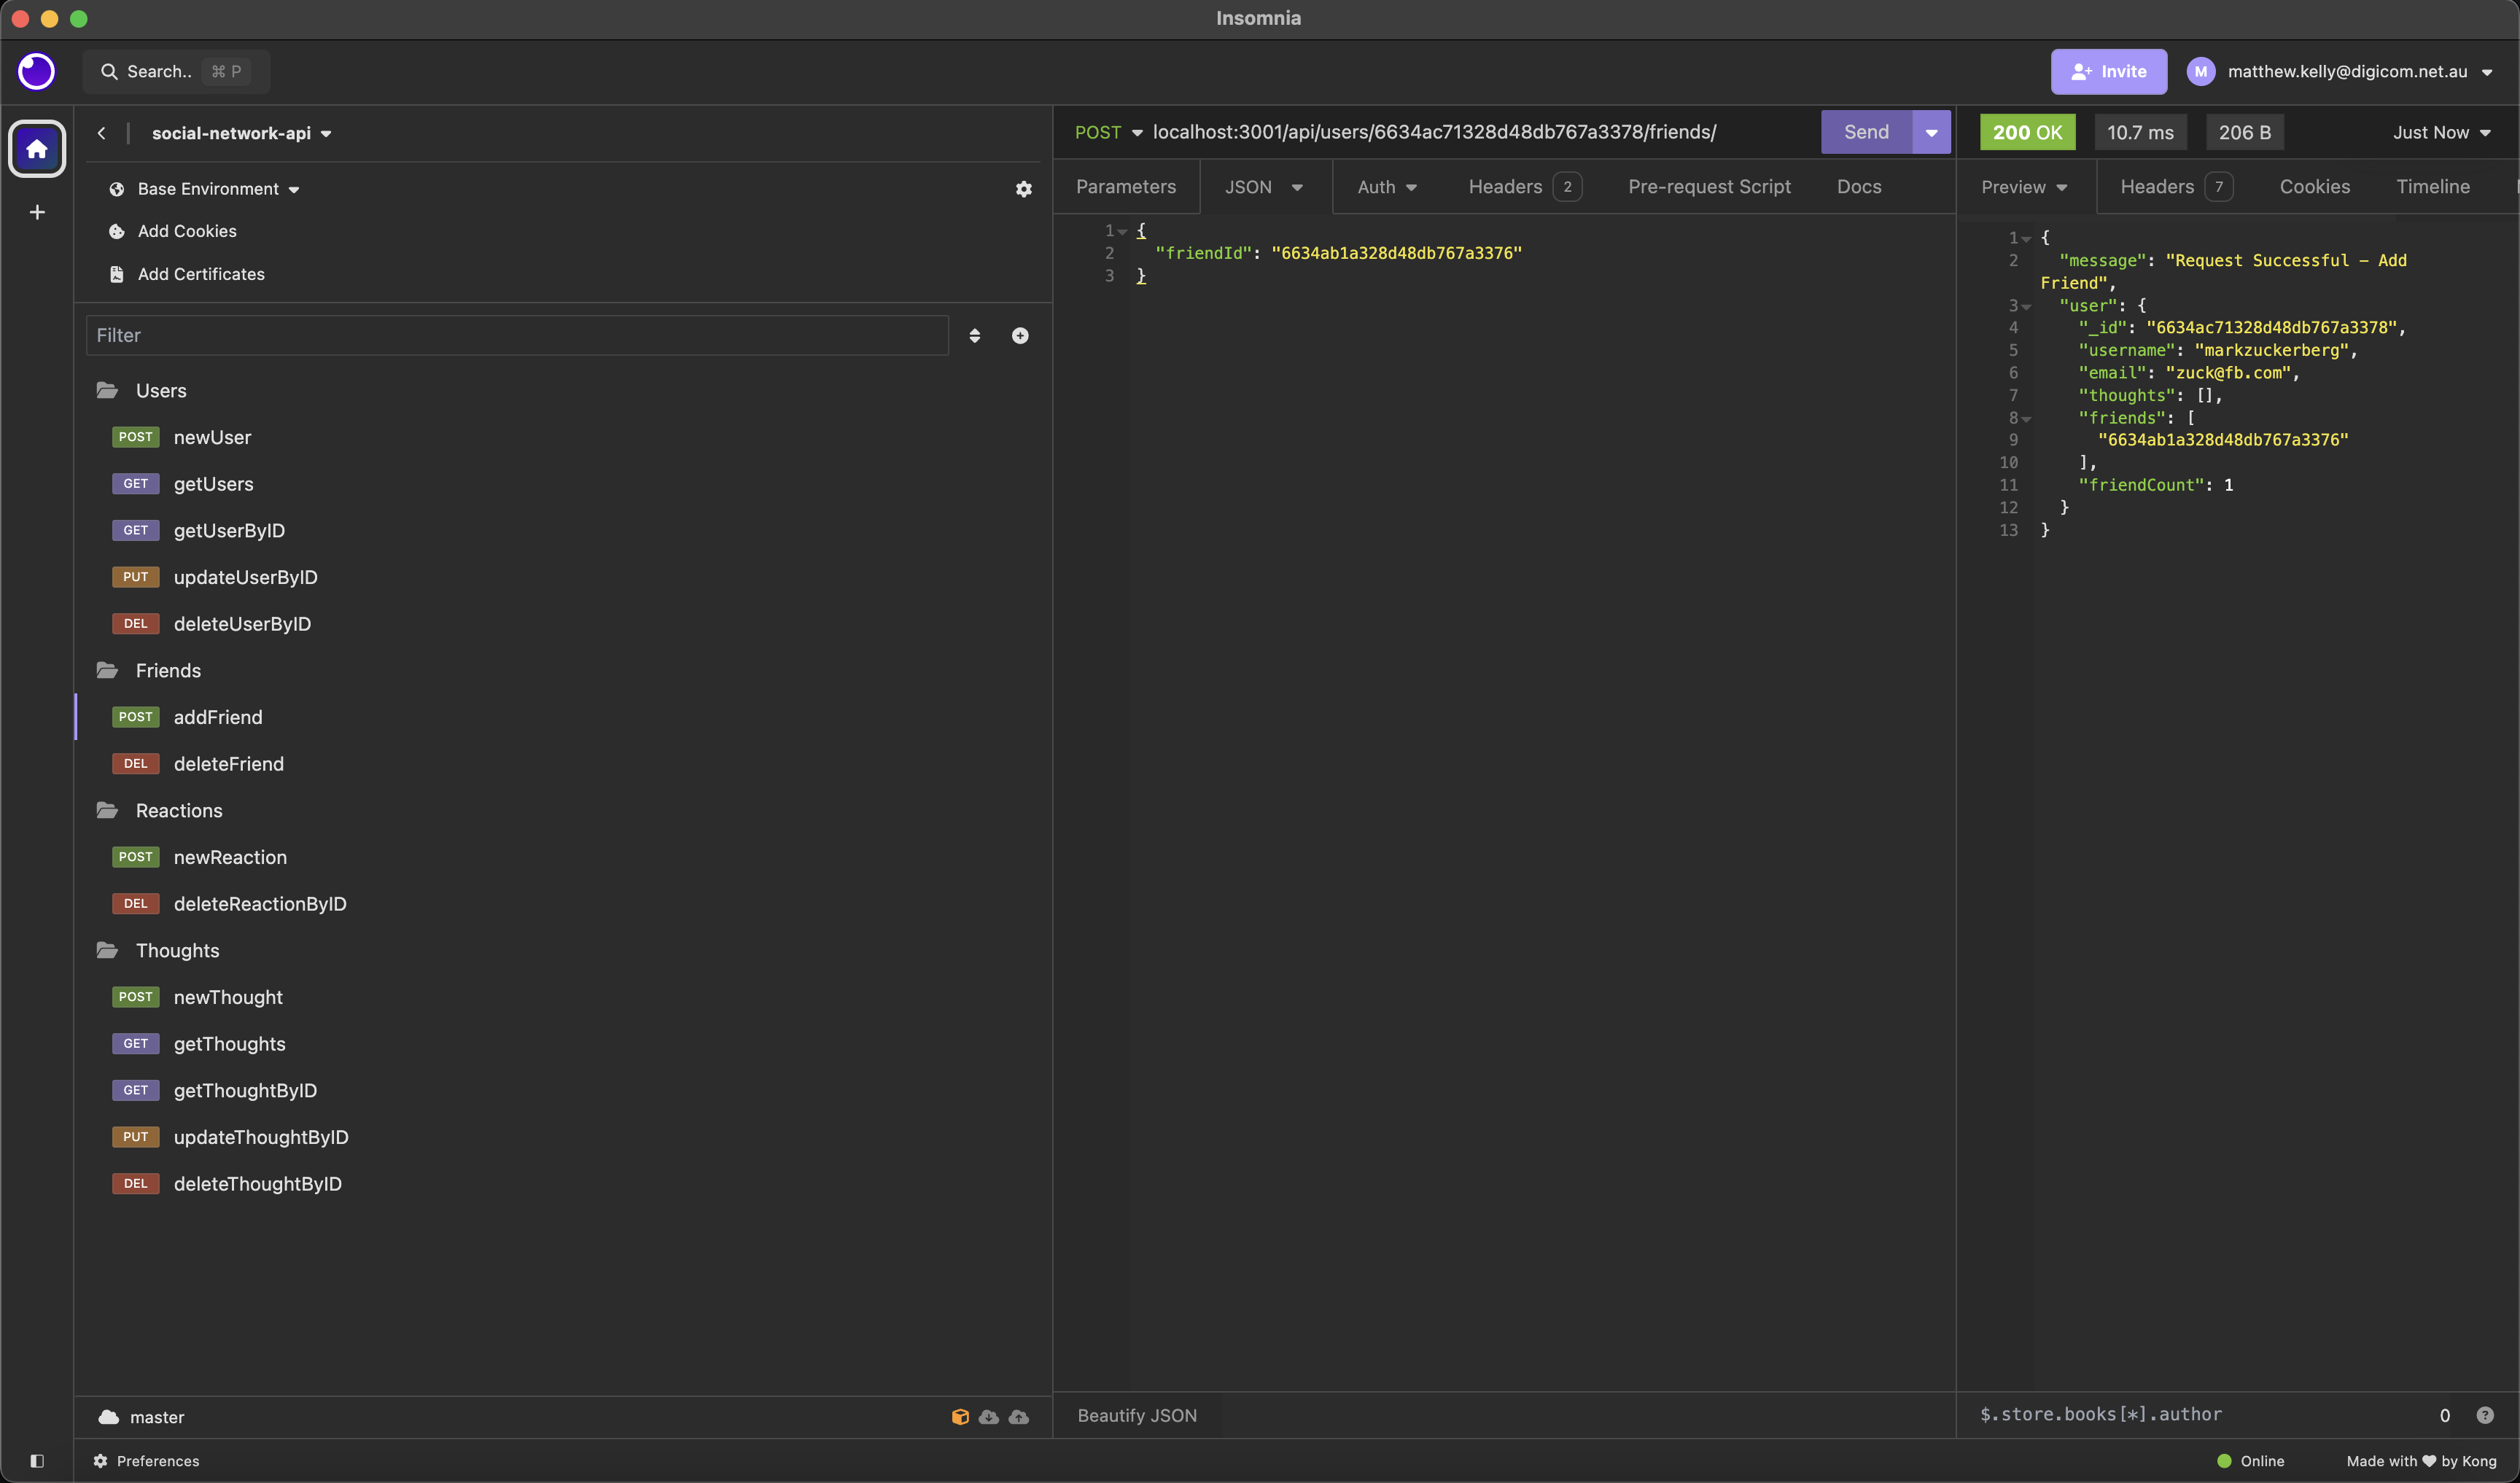 Insomnia
Search.. ⌘ P
Invite
M matthew.kelly@digicom.net.au
social-network-api
Base Environment
Add Cookies
Add Certificates
Filter
Users
POST newUser
GET getUsers
GET getUserByID
PUT updateUserByID
DEL deleteUserByID
Friends
POST addFriend
DEL deleteFriend
Reactions
POST newReaction
DEL deleteReactionByID
Thoughts
POST newThought
GET getThoughts
GET getThoughtByID
PUT updateThoughtByID
DEL deleteThoughtByID
master
Preferences
POST localhost:3001/api/users/6634ac71328d48db767a3378/friends/ Send
Parameters JSON Auth Headers 2 Pre-request Script Docs
1 {
2 "friendId": "6634ab1a328d48db767a3376"
3 }
Beautify JSON
200 OK 10.7 ms 206 B Just Now
Preview Headers 7 Cookies Timeline
1 {
2 "message": "Request Successful – Add
Friend",
3 "user": {
4 "_id": "6634ac71328d48db767a3378",
5 "username": "markzuckerberg",
6 "email": "zuck@fb.com",
7 "thoughts": [],
8 "friends": [
9 "6634ab1a328d48db767a3376"
10 ],
11 "friendCount": 1
12 }
13 }
$.store.books[*].author 0 ?
Online Made with ♥ by Kong